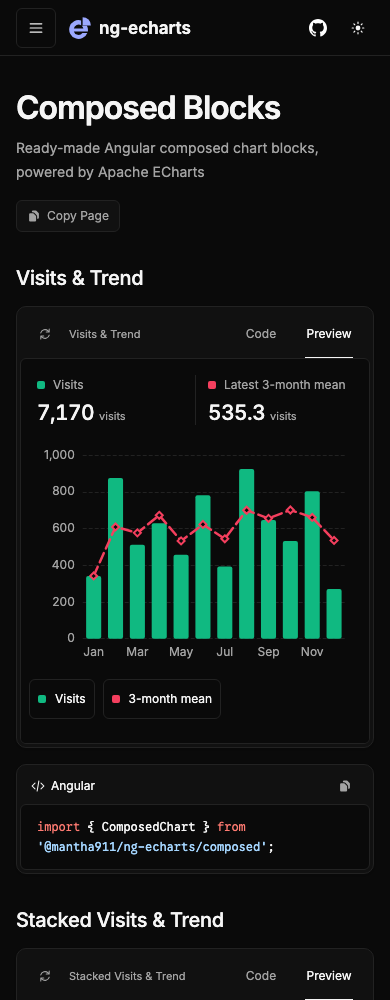 ng-echarts
Composed Blocks
Ready-made Angular composed chart blocks,
powered by Apache ECharts
Copy Page
Visits & Trend
Visits & Trend
Code
Preview
Visits
7,170 visits
Latest 3-month mean
535.3 visits
1,000
800
600
400
200
0
Jan
Mar
May
Jul
Sep
Nov
Visits
3-month mean
Angular
import { ComposedChart } from
'@mantha911/ng-echarts/composed';
Stacked Visits & Trend
Stacked Visits & Trend
Code
Preview